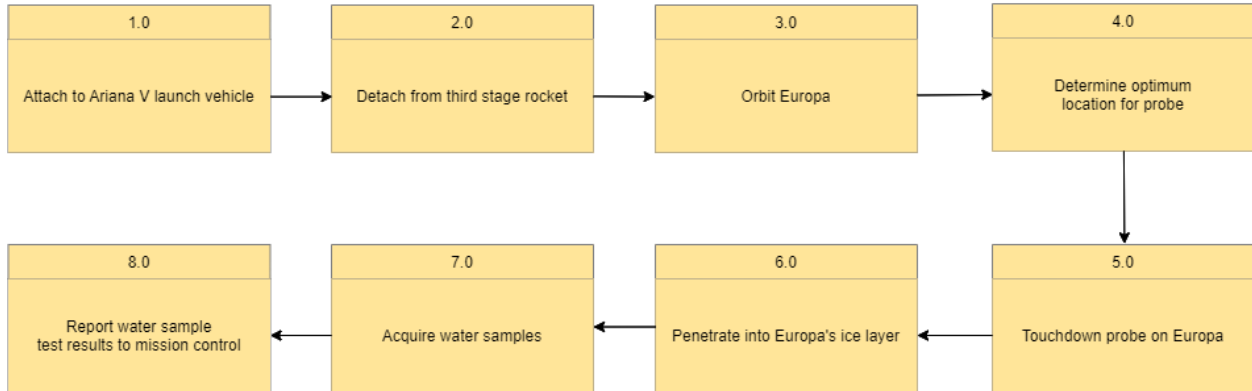 1.0
Attach to Ariana V launch vehicle
2.0
Detach from third stage rocket
3.0
Orbit Europa
4.0
Determine optimum
location for probe
5.0
Touchdown probe on Europa
6.0
Penetrate into Europa's ice layer
7.0
Acquire water samples
8.0
Report water sample
test results to mission control